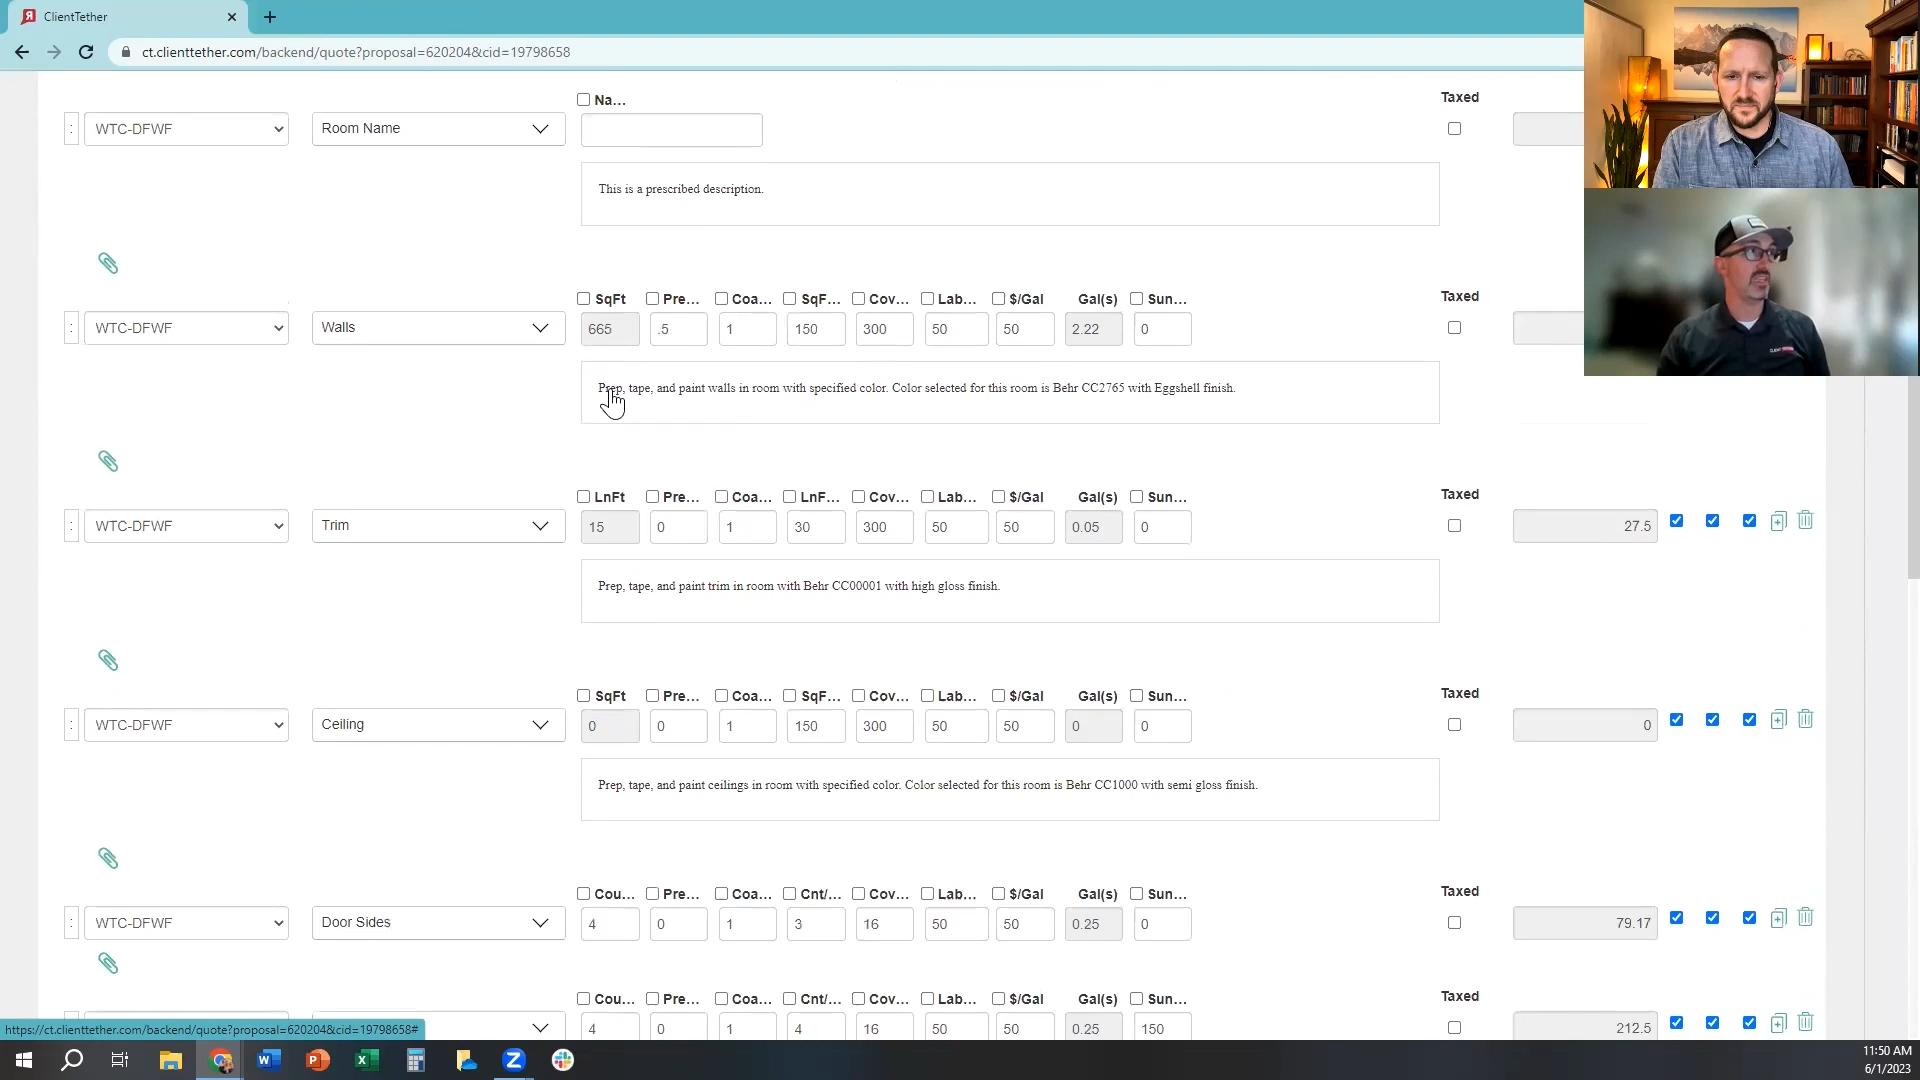 ClientTether
ct.clienttether.com/backend/quote?proposal=620204&cid=19798658
Na... Taxed
: WTC-DFWF Room Name
This is a prescribed description.
SqFt Pre... Coa... SqF... Cov... Lab... $/Gal Gal(s) Sun... Taxed
: WTC-DFWF Walls 665 .5 1 150 300 50 50 2.22 0
Prep, tape, and paint walls in room with specified color. Color selected for this room is Behr CC2765 with Eggshell finish.
LnFt Pre... Coa... LnF... Cov... Lab... $/Gal Gal(s) Sun... Taxed
: WTC-DFWF Trim 15 0 1 30 300 50 50 0.05 0 27.5
Prep, tape, and paint trim in room with Behr CC00001 with high gloss finish.
SqFt Pre... Coa... SqF... Cov... Lab... $/Gal Gal(s) Sun... Taxed
: WTC-DFWF Ceiling 0 0 1 150 300 50 50 0 0 0
Prep, tape, and paint ceilings in room with specified color. Color selected for this room is Behr CC1000 with semi gloss finish.
Cou... Pre... Coa... Cnt/... Cov... Lab... $/Gal Gal(s) Sun... Taxed
: WTC-DFWF Door Sides 4 0 1 3 16 50 50 0.25 0 79.17
Cou... Pre... Coa... Cnt/... Cov... Lab... $/Gal Gal(s) Sun... Taxed
4 0 1 4 16 50 50 0.25 150 212.5
https://ct.clienttether.com/backend/quote?proposal=620204&cid=19798658#
11:50 AM
6/1/2023